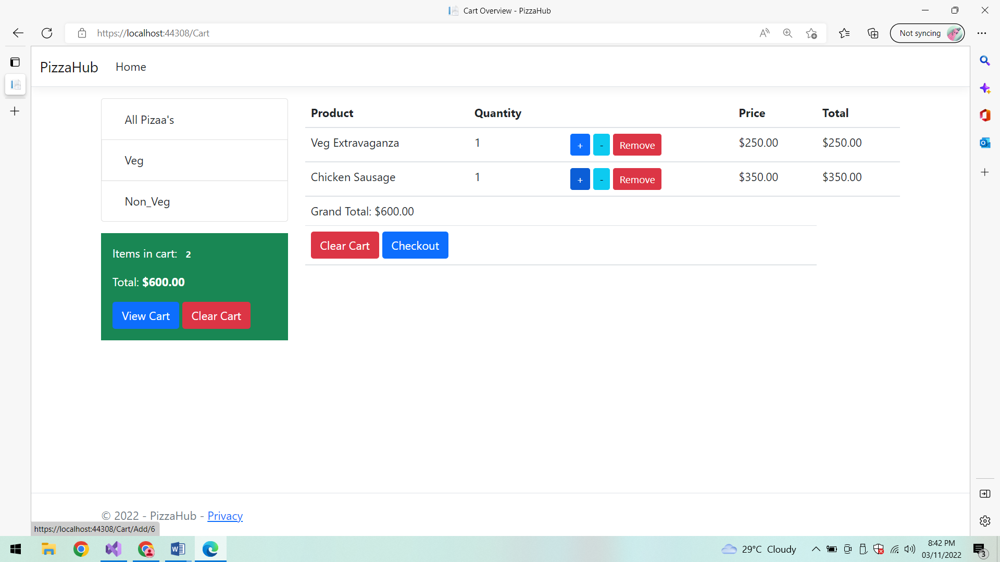 Cart Overview - PizzaHub
https://localhost:44308/Cart
Not syncing
PizzaHub Home
All Pizaa's
Veg
Non_Veg
Items in cart: 2
Total: $600.00
View Cart Clear Cart
Product Quantity Price Total
Veg Extravaganza 1 + - Remove $250.00 $250.00
Chicken Sausage 1 + - Remove $350.00 $350.00
Grand Total: $600.00
Clear Cart Checkout
© 2022 - PizzaHub - Privacy
https://localhost:44308/Cart/Add/6
29°C Cloudy
8:42 PM
03/11/2022
3